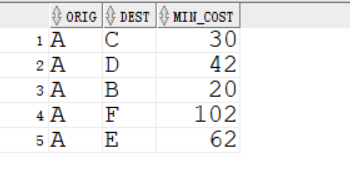 ORIG DEST MIN_COST
1 A C 30
2 A D 42
3 A B 20
4 A F 102
5 A E 62